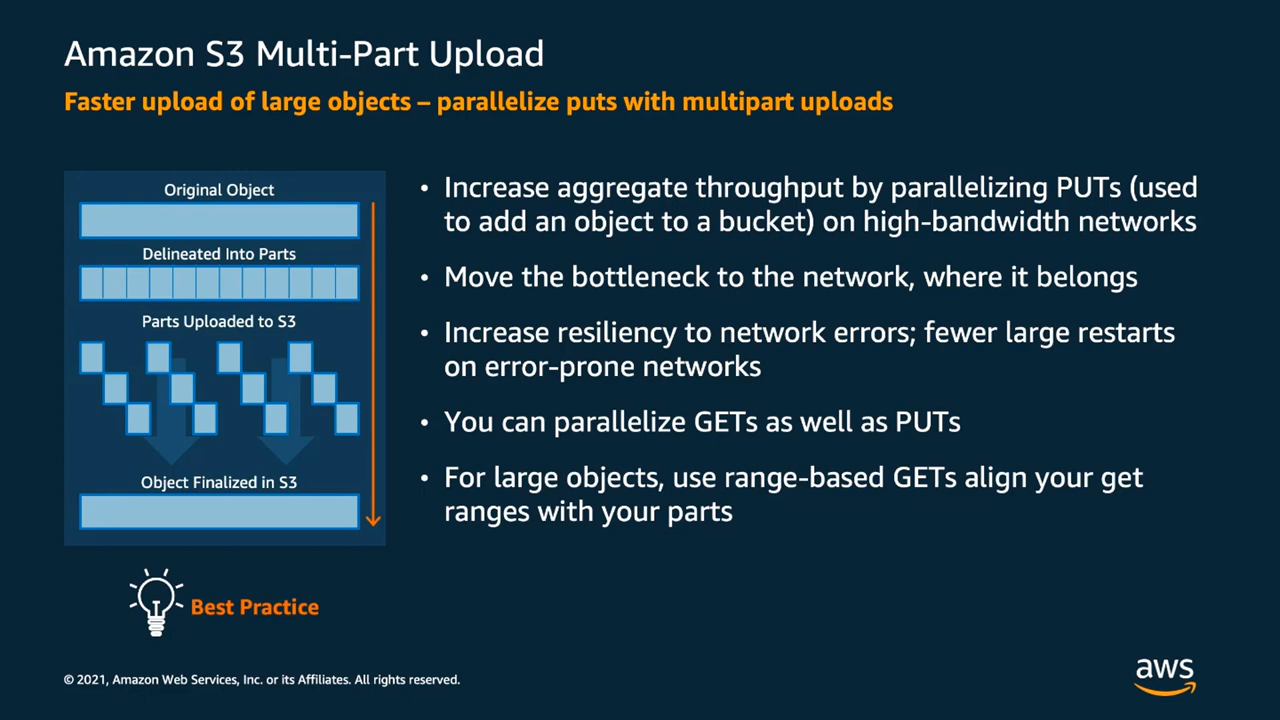 Amazon S3 Multi-Part Upload
Faster upload of large objects – parallelize puts with multipart uploads
Original Object
Delineated Into Parts
Parts Uploaded to S3
Object Finalized in S3
Best Practice
• Increase aggregate throughput by parallelizing PUTs (used
to add an object to a bucket) on high-bandwidth networks
• Move the bottleneck to the network, where it belongs
• Increase resiliency to network errors; fewer large restarts
on error-prone networks
• You can parallelize GETs as well as PUTs
• For large objects, use range-based GETs align your get
ranges with your parts
© 2021, Amazon Web Services, Inc. or its Affiliates. All rights reserved.
aws